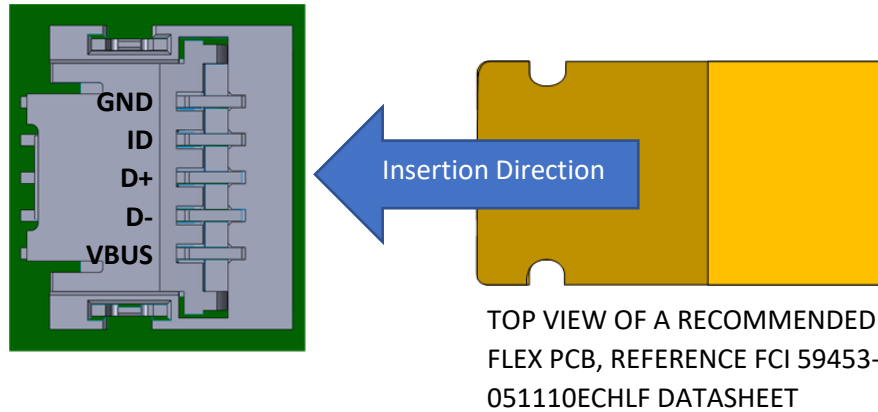 GND
ID
D+
D-
VBUS
Insertion Direction
TOP VIEW OF A RECOMMENDED
FLEX PCB, REFERENCE FCI 59453-
051110ECHLF DATASHEET